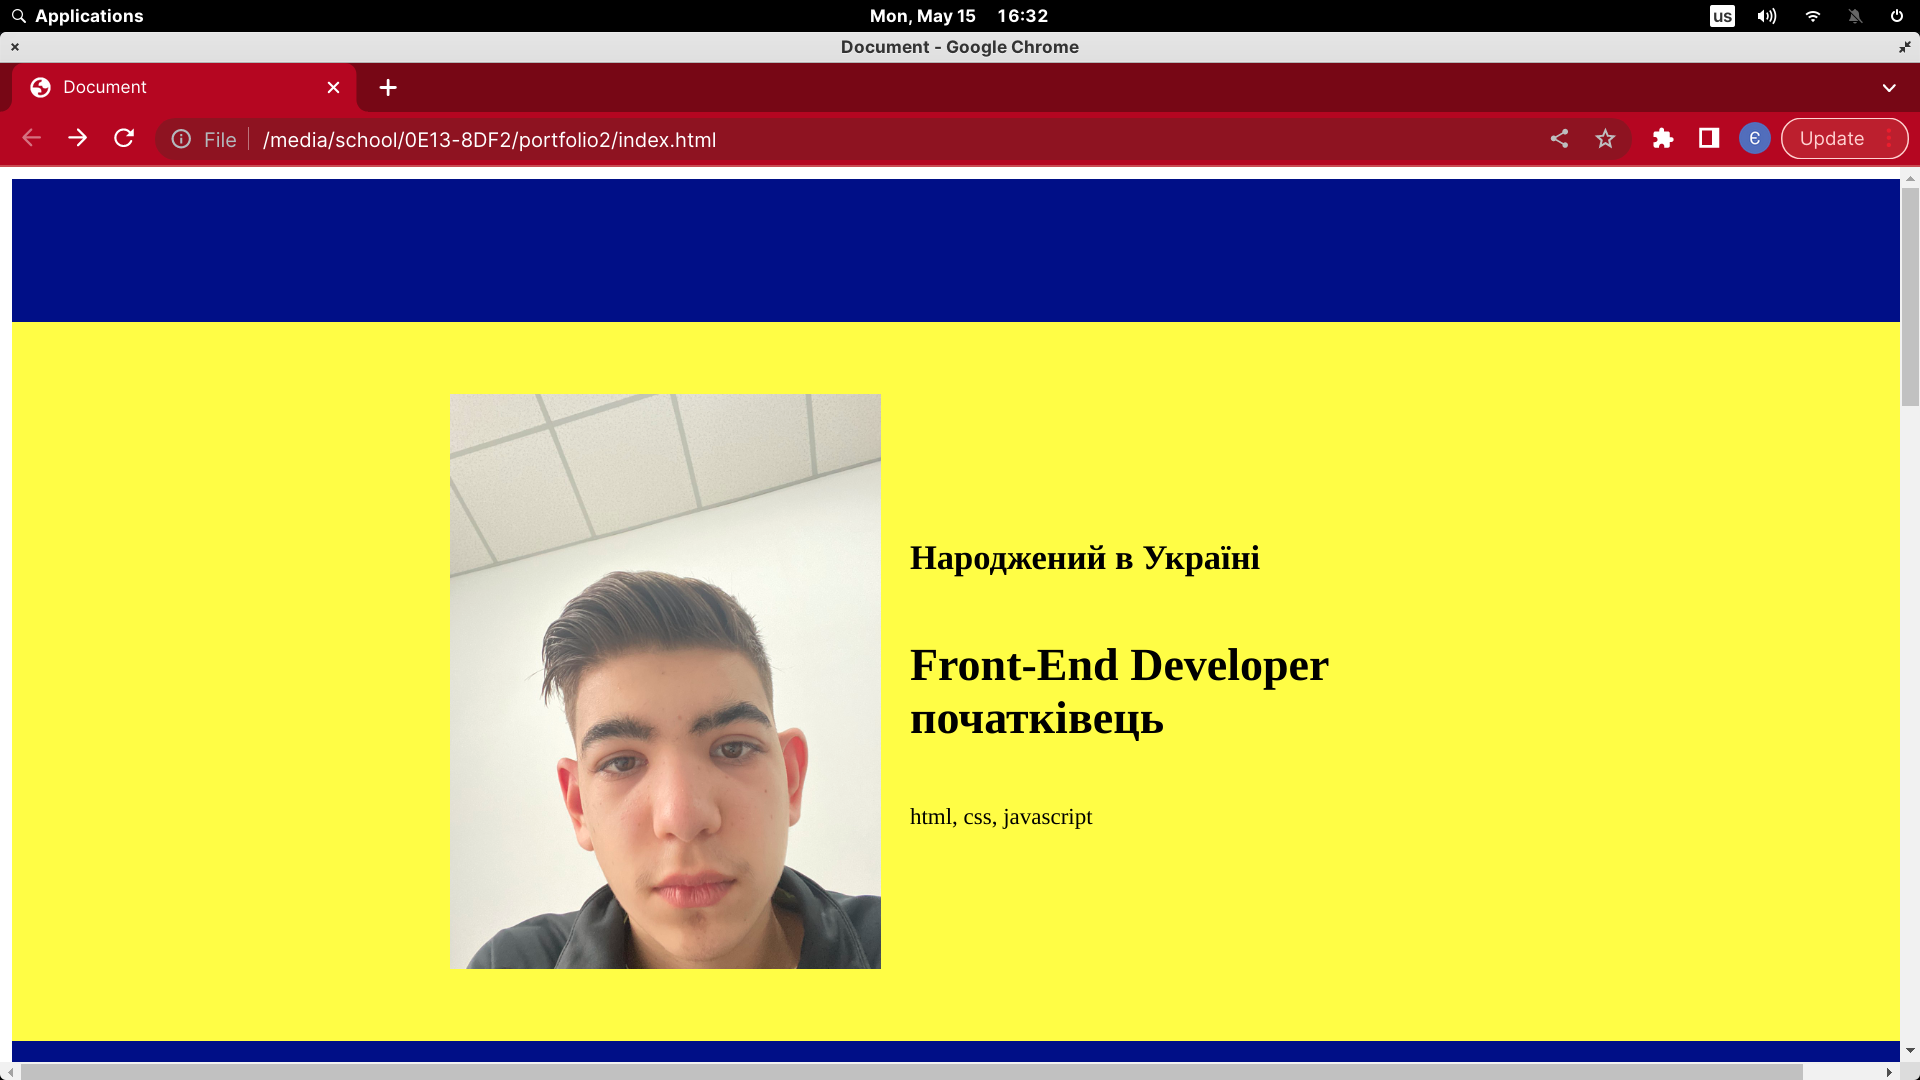 Applications
Mon, May 15 16:32
us
Document - Google Chrome
Document
File
/media/school/0E13-8DF2/portfolio2/index.html
Є
Update
Народжений в Україні
Front-End Developer
початківець
html, css, javascript